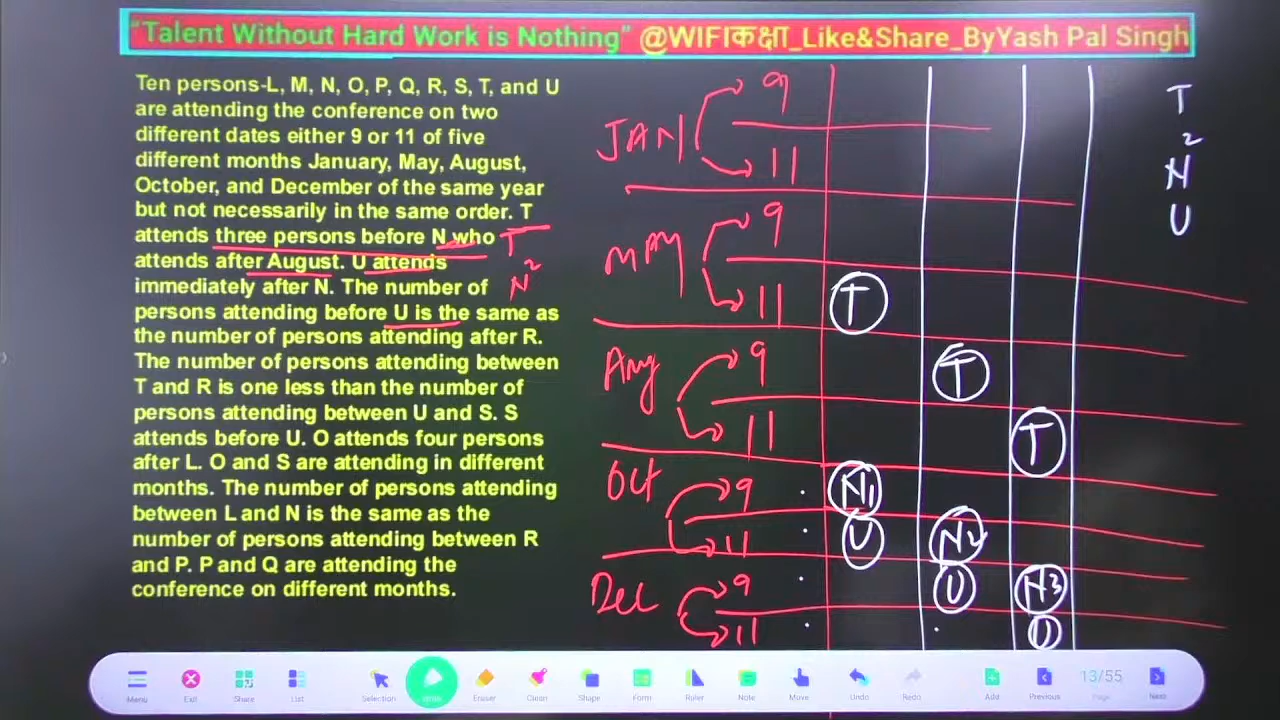 “Talent Without Hard Work is Nothing” @WIFIकक्षा_Like&Share_ByYash Pal Singh
Ten persons-L, M, N, O, P, Q, R, S, T, and U
are attending the conference on two
different dates either 9 or 11 of five
different months January, May, August,
October, and December of the same year
but not necessarily in the same order. T
attends three persons before N who
attends after August. U attends
immediately after N. The number of
persons attending before U is the same as
the number of persons attending after R.
The number of persons attending between
T and R is one less than the number of
persons attending between U and S. S
attends before U. O attends four persons
after L. O and S are attending in different
months. The number of persons attending
between L and N is the same as the
number of persons attending between R
and P. P and Q are attending the
conference on different months.
T
2
N
JAN
9
11
MAY
9
11
T
Aug
9
T
11
T
Oct
9
N1
11
U
N2
Dec
9
U
N3
11
U
T
2
N
U
Menu
Exit
Share
List
Selection
Write
Eraser
Clean
Shape
Form
Ruler
Note
Move
Undo
Redo
Add
Previous
13/55
Page
Next